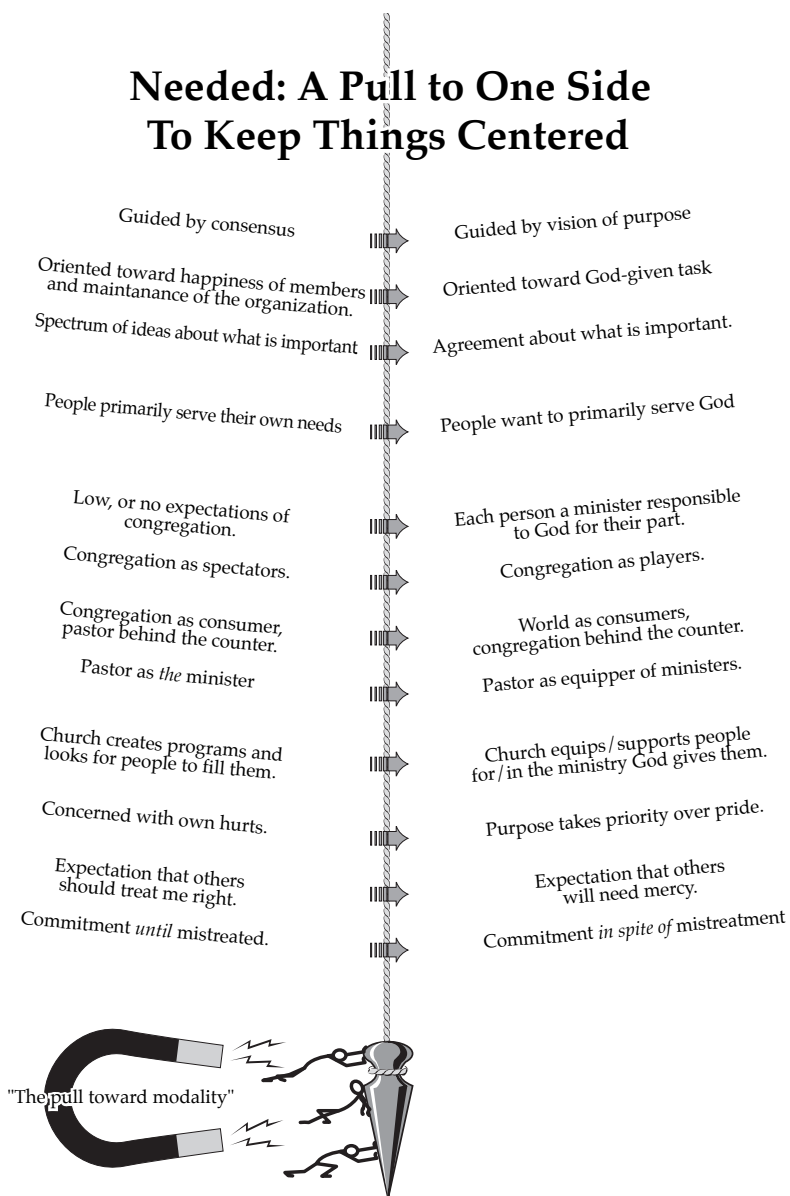 Needed: A Pull to One Side
To Keep Things Centered
Guided by consensus
Guided by vision of purpose
Oriented toward happiness of members
and maintanance of the organization.
Oriented toward God-given task
Spectrum of ideas about what is important
Agreement about what is important.
People primarily serve their own needs
People want to primarily serve God
Low, or no expectations of
congregation.
Each person a minister responsible
to God for their part.
Congregation as spectators.
Congregation as players.
Congregation as consumer,
pastor behind the counter.
World as consumers,
congregation behind the counter.
Pastor as the minister
Pastor as equipper of ministers.
Church creates programs and
looks for people to fill them.
Church equips/supports people
for/in the ministry God gives them.
Concerned with own hurts.
Purpose takes priority over pride.
Expectation that others
should treat me right.
Expectation that others
will need mercy.
Commitment until mistreated.
Commitment in spite of mistreatment
"The pull toward modality"